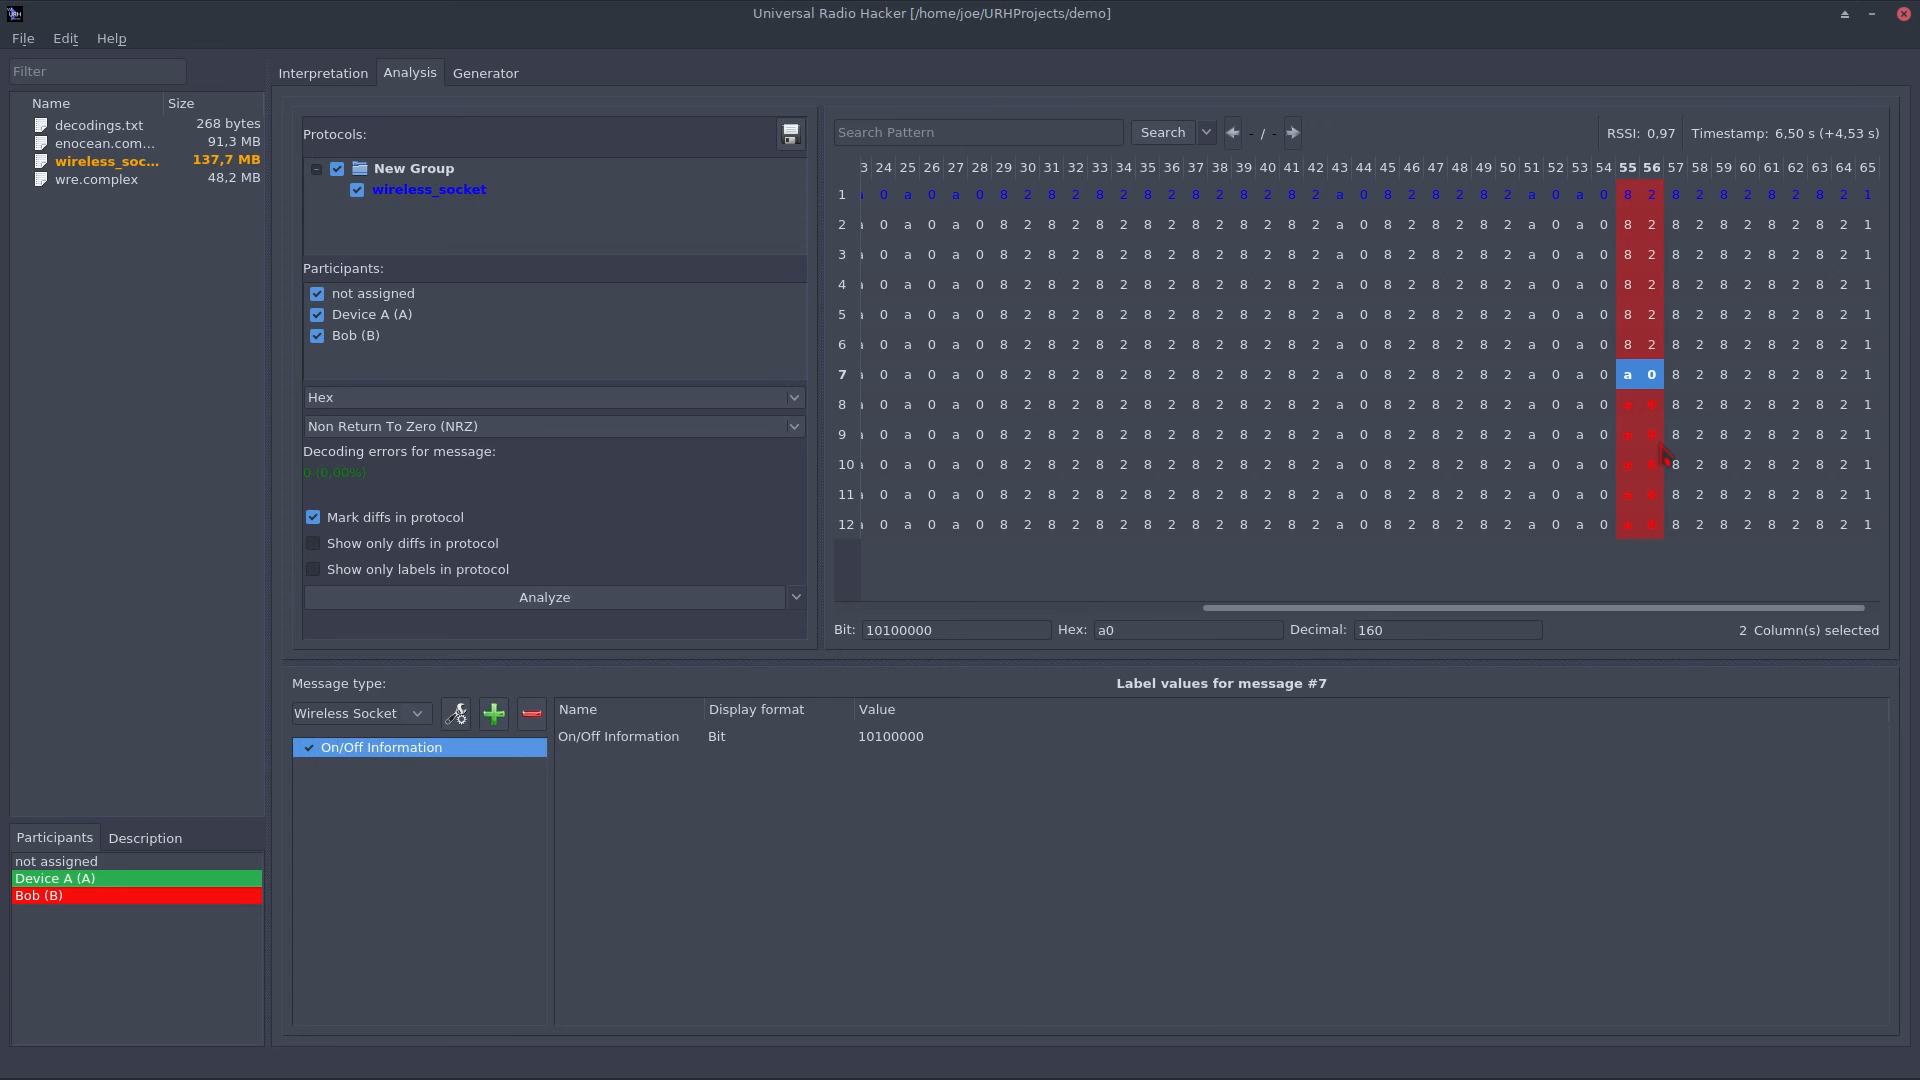 Universal Radio Hacker [/home/joe/URHProjects/demo]
File Edit Help
Filter
Name Size
decodings.txt 268 bytes
enocean.com... 91,3 MB
wireless_soc... 137,7 MB
wre.complex 48,2 MB
Participants Description
not assigned
Device A (A)
Bob (B)
Interpretation Analysis Generator
Protocols:
New Group
wireless_socket
Participants:
not assigned
Device A (A)
Bob (B)
Hex
Non Return To Zero (NRZ)
Decoding errors for message:
0 (0,00%)
Mark diffs in protocol
Show only diffs in protocol
Show only labels in protocol
Analyze
Search Pattern Search - / - RSSI: 0,97 Timestamp: 6,50 s (+4,53 s)
3 24 25 26 27 28 29 30 31 32 33 34 35 36 37 38 39 40 41 42 43 44 45 46 47 48 49 50 51 52 53 54 55 56 57 58 59 60 61 62 63 64 65
1 0 a 0 a 0 8 2 8 2 8 2 8 2 8 2 8 2 8 2 a 0 8 2 8 2 8 2 a 0 a 0 8 2 8 2 8 2 8 2 8 2 1
2 0 a 0 a 0 8 2 8 2 8 2 8 2 8 2 8 2 8 2 a 0 8 2 8 2 8 2 a 0 a 0 8 2 8 2 8 2 8 2 8 2 1
3 0 a 0 a 0 8 2 8 2 8 2 8 2 8 2 8 2 8 2 a 0 8 2 8 2 8 2 a 0 a 0 8 2 8 2 8 2 8 2 8 2 1
4 0 a 0 a 0 8 2 8 2 8 2 8 2 8 2 8 2 8 2 a 0 8 2 8 2 8 2 a 0 a 0 8 2 8 2 8 2 8 2 8 2 1
5 0 a 0 a 0 8 2 8 2 8 2 8 2 8 2 8 2 8 2 a 0 8 2 8 2 8 2 a 0 a 0 8 2 8 2 8 2 8 2 8 2 1
6 0 a 0 a 0 8 2 8 2 8 2 8 2 8 2 8 2 8 2 a 0 8 2 8 2 8 2 a 0 a 0 8 2 8 2 8 2 8 2 8 2 1
7 0 a 0 a 0 8 2 8 2 8 2 8 2 8 2 8 2 8 2 a 0 8 2 8 2 8 2 a 0 a 0 a 0 8 2 8 2 8 2 8 2 1
8 0 a 0 a 0 8 2 8 2 8 2 8 2 8 2 8 2 8 2 a 0 8 2 8 2 8 2 a 0 a 0 8 2 8 2 8 2 8 2 1
9 0 a 0 a 0 8 2 8 2 8 2 8 2 8 2 8 2 8 2 a 0 8 2 8 2 8 2 a 0 a 0 8 2 8 2 8 2 8 2 1
10 0 a 0 a 0 8 2 8 2 8 2 8 2 8 2 8 2 8 2 a 0 8 2 8 2 8 2 a 0 a 0 8 2 8 2 8 2 8 2 1
11 0 a 0 a 0 8 2 8 2 8 2 8 2 8 2 8 2 8 2 a 0 8 2 8 2 8 2 a 0 a 0 8 2 8 2 8 2 8 2 1
12 0 a 0 a 0 8 2 8 2 8 2 8 2 8 2 8 2 8 2 a 0 8 2 8 2 8 2 a 0 a 0 8 2 8 2 8 2 8 2 1
Bit: 10100000 Hex: a0 Decimal: 160 2 Column(s) selected
Message type:
Wireless Socket
On/Off Information
Label values for message #7
Name Display format Value
On/Off Information Bit 10100000